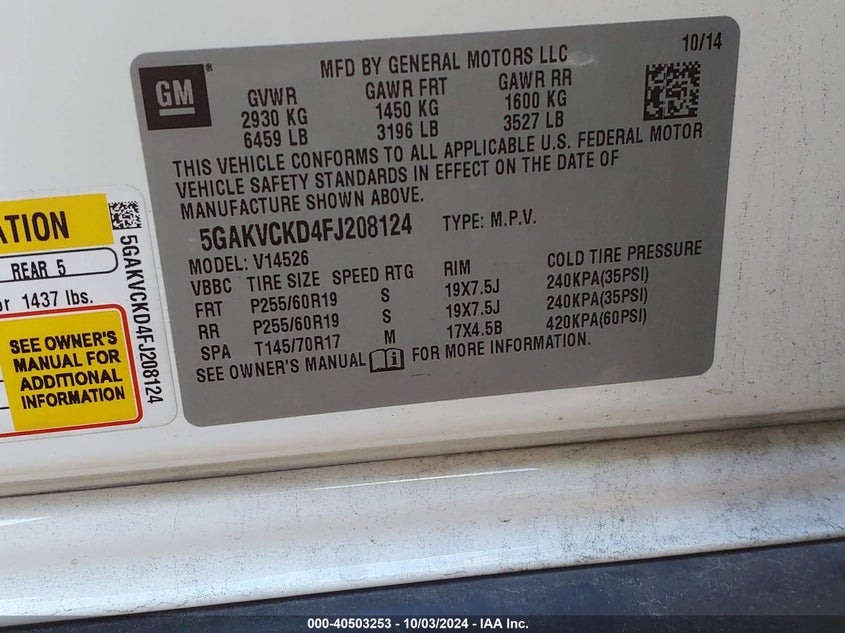 MFD BY GENERAL MOTORS LLC 10/14
GM ®
GVWR GAWR FRT GAWR RR
2930 KG 1450 KG 1600 KG
6459 LB 3196 LB 3527 LB
THIS VEHICLE CONFORMS TO ALL APPLICABLE U.S. FEDERAL MOTOR
VEHICLE SAFETY STANDARDS IN EFFECT ON THE DATE OF
MANUFACTURE SHOWN ABOVE.
5GAKVCKD4FJ208124 TYPE: M.P.V.
MODEL: V14526
VBBC TIRE SIZE SPEED RTG RIM COLD TIRE PRESSURE
FRT P255/60R19 S 19X7.5J 240KPA(35PSI)
RR P255/60R19 S 19X7.5J 240KPA(35PSI)
SPA T145/70R17 M 17X4.5B 420KPA(60PSI)
SEE OWNER'S MANUAL FOR MORE INFORMATION.
REAR 5
1437 lbs.
SEE OWNER'S
MANUAL FOR
ADDITIONAL
INFORMATION
5GAKVCKD4FJ208124
000-40503253 - 10/03/2024 - IAA Inc.